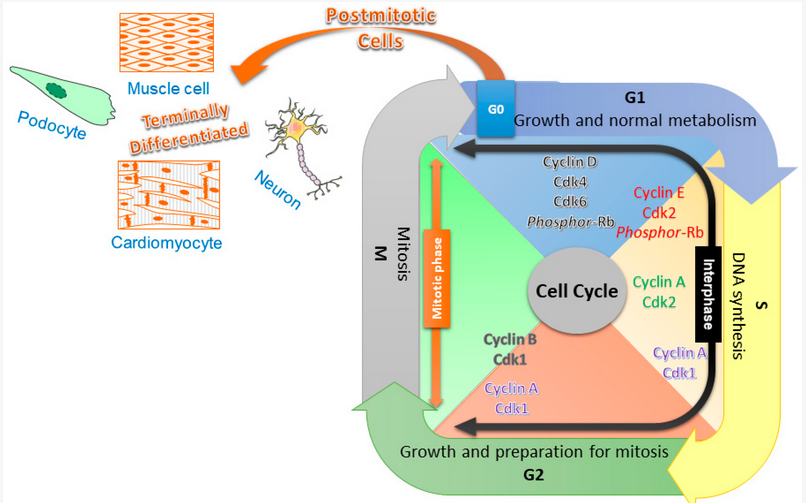 Postmitotic
Cells
Muscle cell
Podocyte
Terminally
Differentiated
Neuron
Cardiomyocyte
G0
G1
Growth and normal metabolism
Cyclin D
Cdk4
Cdk6
Phosphor-Rb
Cyclin E
Cdk2
Phosphor-Rb
Cyclin A
Cdk2
Cyclin A
Cdk1
Interphase
DNA synthesis
S
Cell Cycle
Mitotic phase
Mitosis
M
Cyclin B
Cdk1
Cyclin A
Cdk1
Growth and preparation for mitosis
G2